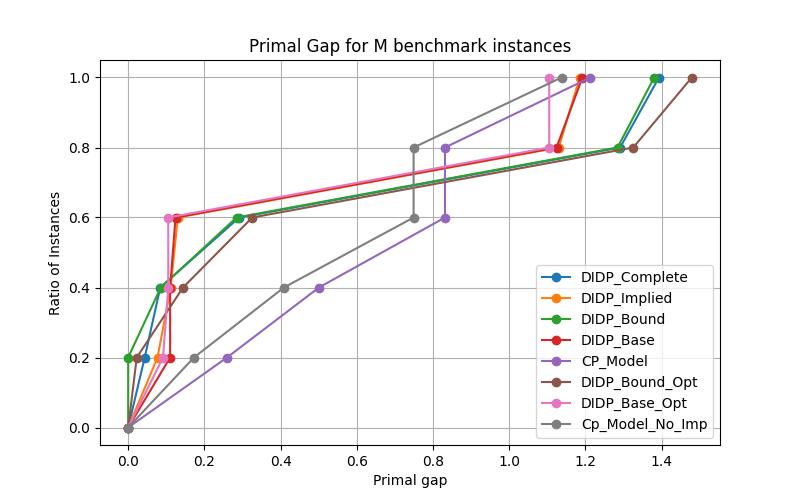 Primal Gap for M benchmark instances
1.0
0.8
0.6
0.4
0.2
0.0
Ratio of Instances
DIDP_Complete
DIDP_Implied
DIDP_Bound
DIDP_Base
CP_Model
DIDP_Bound_Opt
DIDP_Base_Opt
Cp_Model_No_Imp
0.0 0.2 0.4 0.6 0.8 1.0 1.2 1.4
Primal gap